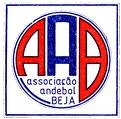 AAB
associação
andebol
BEJA